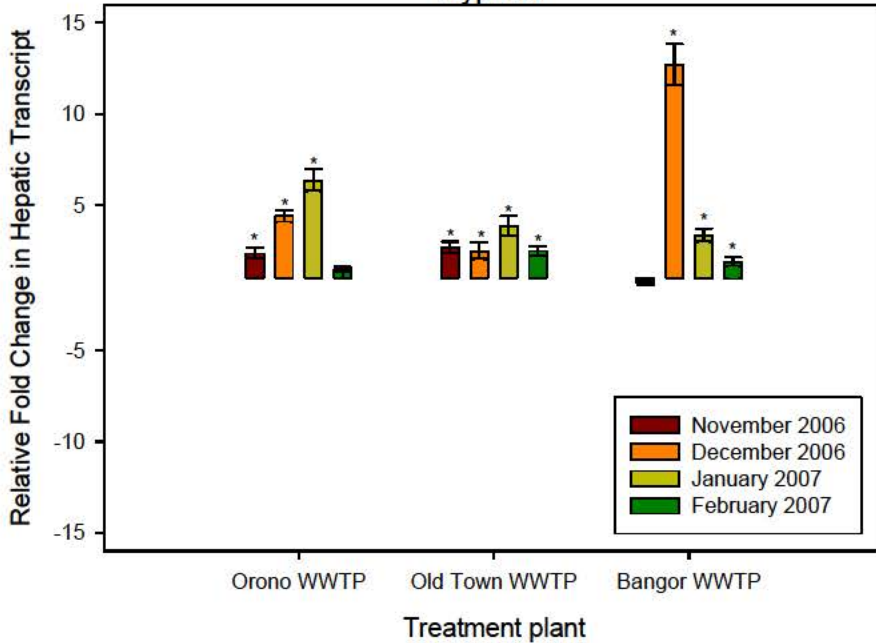 15
10
5
-5
-10
-15
Relative Fold Change in Hepatic Transcript
*
*
*
*
*
*
*
*
*
*
November 2006
December 2006
January 2007
February 2007
Orono WWTP
Old Town WWTP
Bangor WWTP
Treatment plant